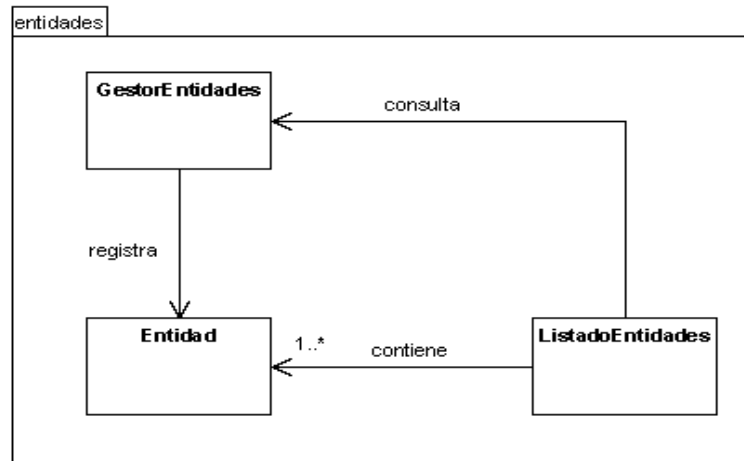 entidades
GestorEntidades
consulta
registra
Entidad
1..*
contiene
ListadoEntidades